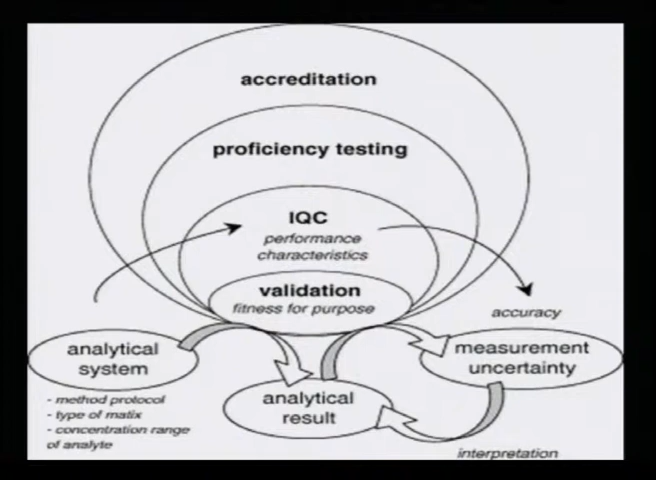 accreditation
proficiency testing
IQC
performance
characteristics
validation
fitness for purpose
accuracy
analytical
system
measurement
uncertainty
- method protocol
- type of matix
- concentration range
of analyte
analytical
result
interpretation